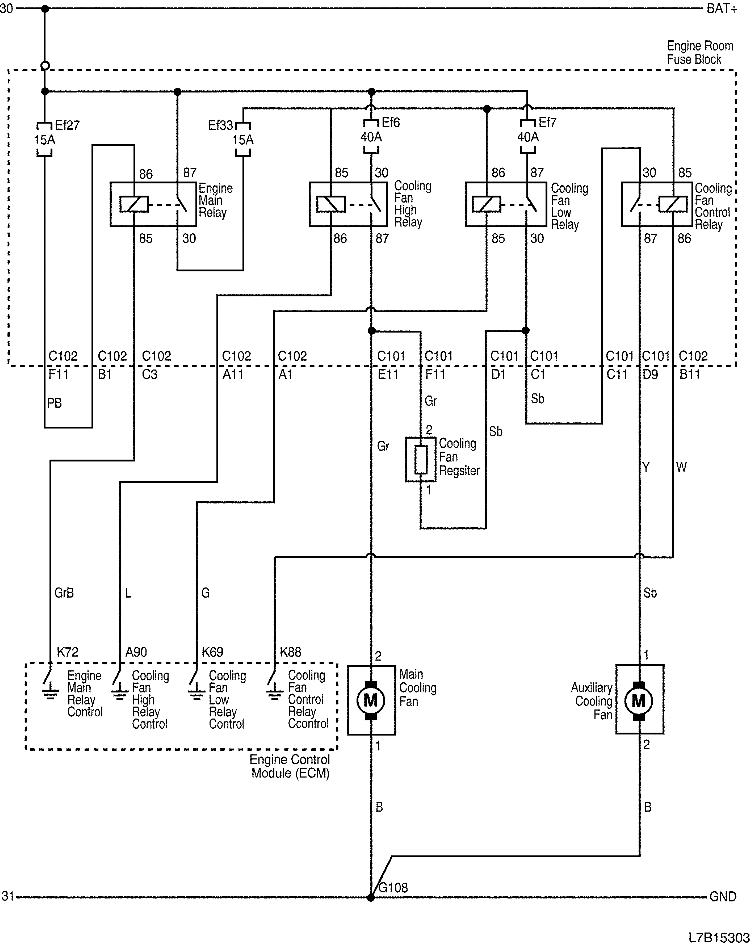 30 BAT+
Engine Room
Fuse Block
Ef27
15A
Ef33
15A
Ef6
40A
Ef7
40A
86 87
Engine
Main
Relay
85 30
85 30
Cooling
Fan
High
Relay
86 87
86 87
Cooling
Fan
Low
Relay
85 30
30 85
Cooling
Fan
Control
Relay
87 86
C102 C102 C102 C102 C102 C101 C101 C101 C101 C101 C101 C102
F11 B1 C3 A11 A1 E11 F11 D1 C1 C11 D9 B11
PB
Gr
Sb
Gr
2
Cooling
Fan
Regsiter
1
Sb
Y
W
GrB
L
G
Sb
K72 A90 K69 K88
Engine
Main
Relay
Control
Cooling
Fan
High
Relay
Control
Cooling
Fan
Low
Relay
Control
Cooling
Fan
Control
Relay
Ccontrol
Engine Control
Module (ECM)
2
Main
Cooling
Fan
M
1
1
Auxiliary
Cooling
Fan
M
2
B
B
G108
31 GND
L7B15303